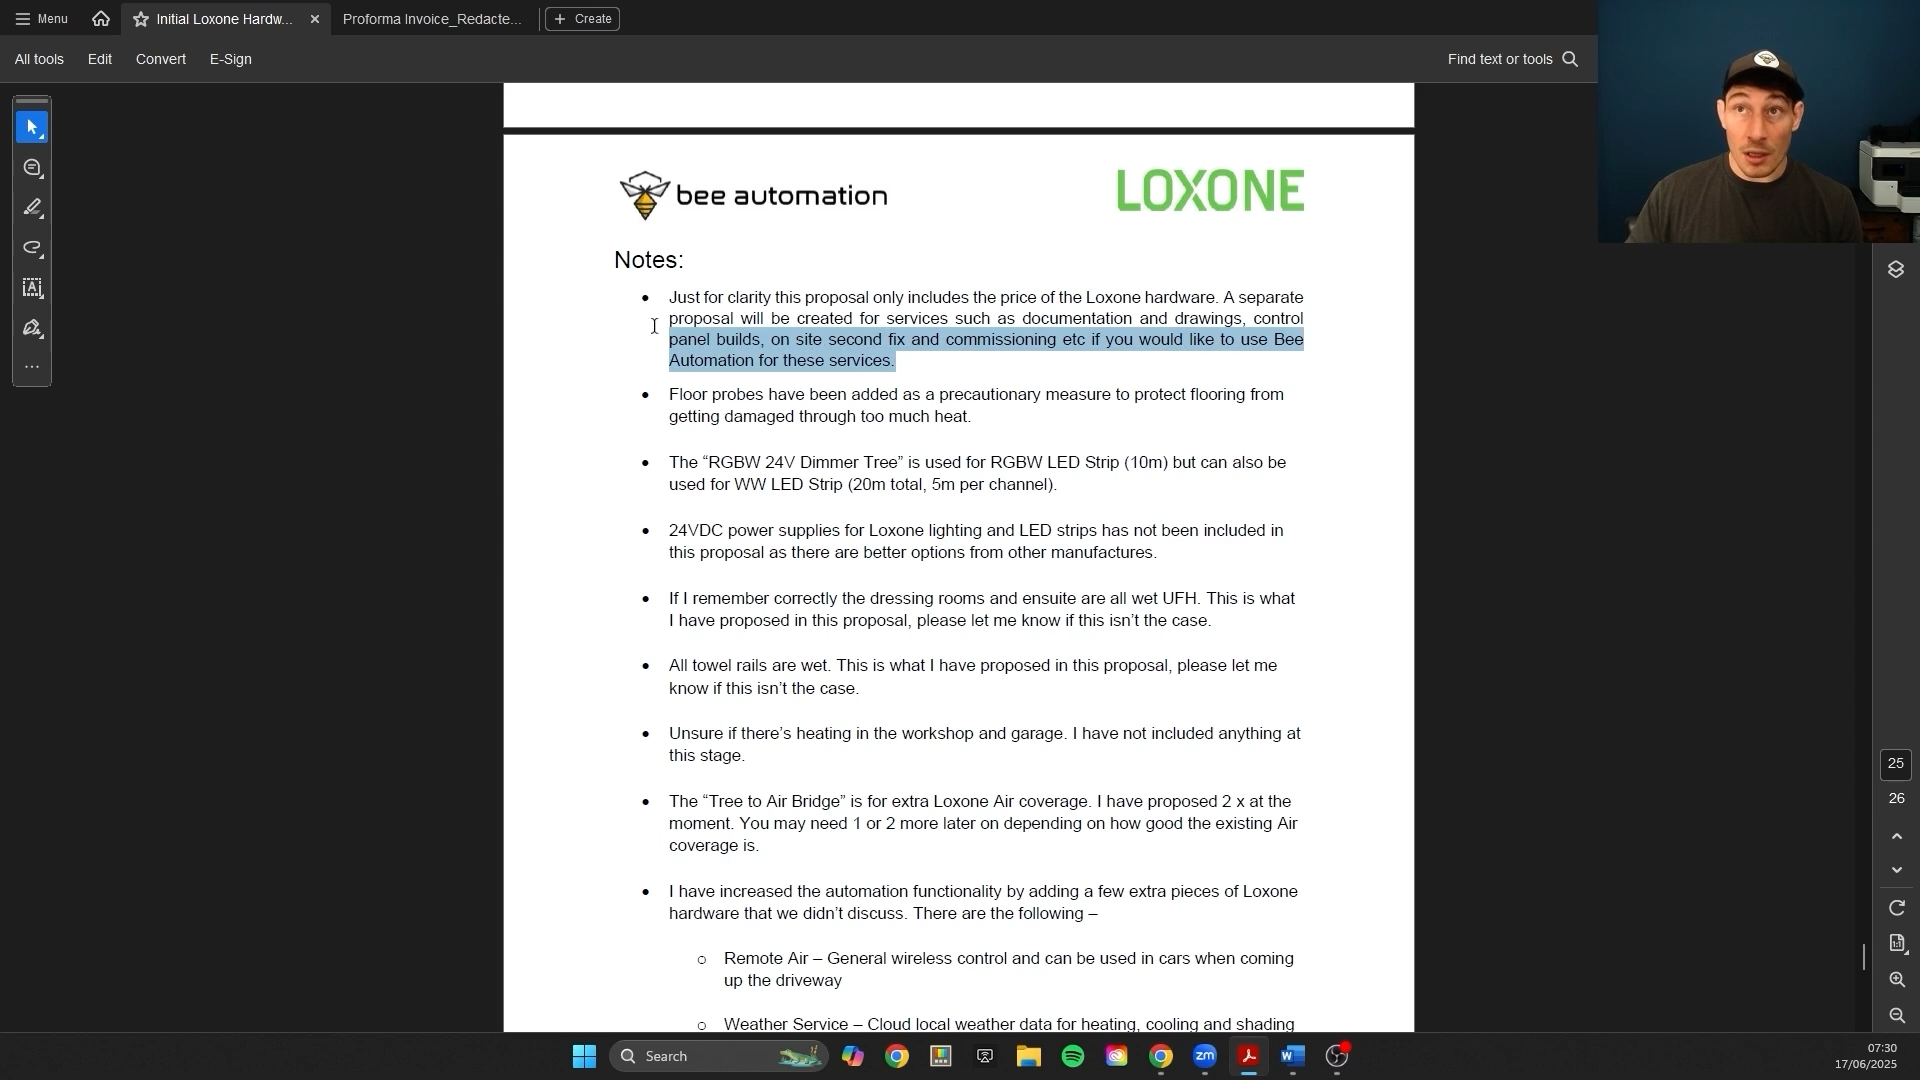 Menu
Initial Loxone Hardw...
Proforma Invoice_Redacte...
Create
All tools
Edit
Convert
E-Sign
Find text or tools
bee automation
LOXONE
Notes:
• Just for clarity this proposal only includes the price of the Loxone hardware. A separate
proposal will be created for services such as documentation and drawings, control
panel builds, on site second fix and commissioning etc if you would like to use Bee
Automation for these services.
• Floor probes have been added as a precautionary measure to protect flooring from
getting damaged through too much heat.
• The “RGBW 24V Dimmer Tree” is used for RGBW LED Strip (10m) but can also be
used for WW LED Strip (20m total, 5m per channel).
• 24VDC power supplies for Loxone lighting and LED strips has not been included in
this proposal as there are better options from other manufactures.
• If I remember correctly the dressing rooms and ensuite are all wet UFH. This is what
I have proposed in this proposal, please let me know if this isn’t the case.
• All towel rails are wet. This is what I have proposed in this proposal, please let me
know if this isn’t the case.
• Unsure if there’s heating in the workshop and garage. I have not included anything at
this stage.
• The “Tree to Air Bridge” is for extra Loxone Air coverage. I have proposed 2 x at the
moment. You may need 1 or 2 more later on depending on how good the existing Air
coverage is.
• I have increased the automation functionality by adding a few extra pieces of Loxone
hardware that we didn’t discuss. There are the following –
o Remote Air – General wireless control and can be used in cars when coming
up the driveway
o Weather Service – Cloud local weather data for heating, cooling and shading
25
26
Search
zm
07:30
17/06/2025